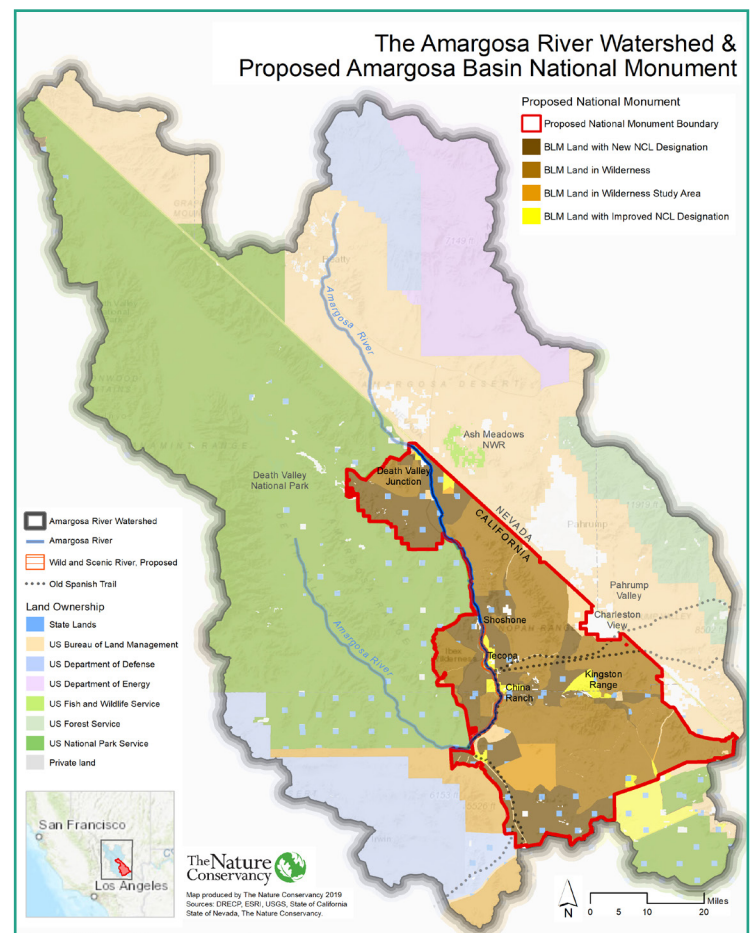 The Amargosa River Watershed &
Proposed Amargosa Basin National Monument
Proposed National Monument
Proposed National Monument Boundary
BLM Land with New NCL Designation
BLM Land in Wilderness
BLM Land in Wilderness Study Area
BLM Land with Improved NCL Designation
Beatty
Amargosa River
AMARGOSA DESERT
Ash Meadows
NWR
Death Valley
National Park
Death Valley
Junction
NEVADA
CALIFORNIA
Pahrump
Pahrump
Valley
Charleston
View
Shoshone
NOPAH RANGE
Ibex
Wilderness
Tecopa
Kingston
Range
China
Ranch
Amargosa River
Amargosa River Watershed
Amargosa River
Wild and Scenic River, Proposed
Old Spanish Trail
Land Ownership
State Lands
US Bureau of Land Management
US Department of Defense
US Department of Energy
US Fish and Wildlife Service
US Forest Service
US National Park Service
Private land
San Francisco
Los Angeles
The Nature
Conservancy
Map produced by The Nature Conservancy 2019
Sources: DRECP, ESRI, USGS, State of California
State of Nevada, The Nature Conservancy.
N
0 5 10 20
Miles